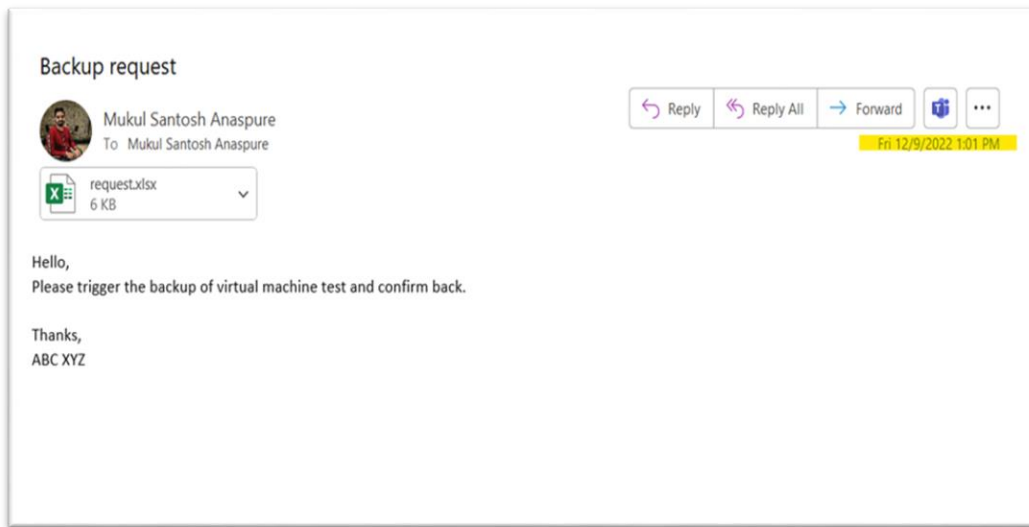 Backup request
Mukul Santosh Anaspure
To Mukul Santosh Anaspure
Reply
Reply All
Forward
Fri 12/9/2022 1:01 PM
request.xlsx
6 KB
Hello,
Please trigger the backup of virtual machine test and confirm back.
Thanks,
ABC XYZ